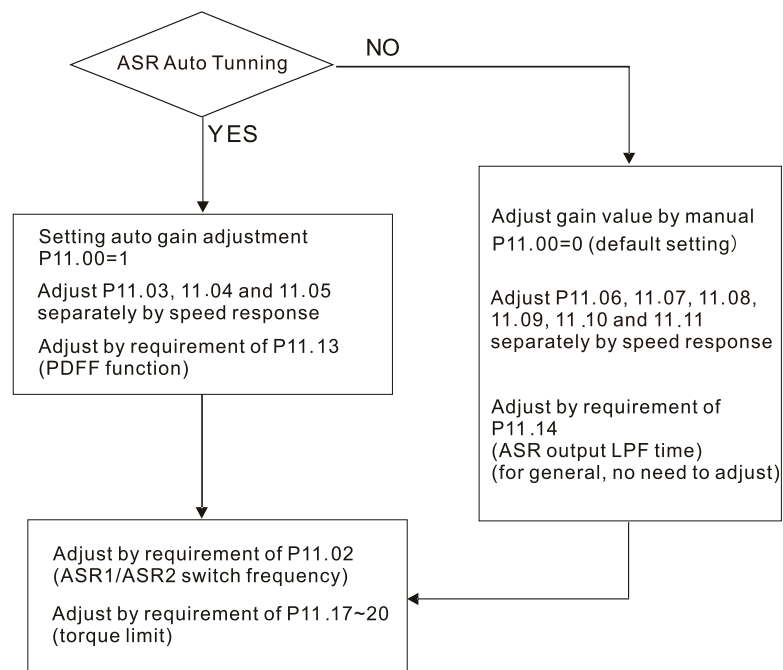 ASR Auto Tunning
NO
YES
Setting auto gain adjustment
P11.00=1
Adjust P11.03, 11.04 and 11.05
separately by speed response
Adjust by requirement of P11.13
(PDFF function)
Adjust gain value by manual
P11.00=0 (default setting)
Adjust P11.06, 11.07, 11.08,
11.09, 11.10 and 11.11
separately by speed response
Adjust by requirement of
P11.14
(ASR output LPF time)
(for general, no need to adjust)
Adjust by requirement of P11.02
(ASR1/ASR2 switch frequency)
Adjust by requirement of P11.17~20
(torque limit)